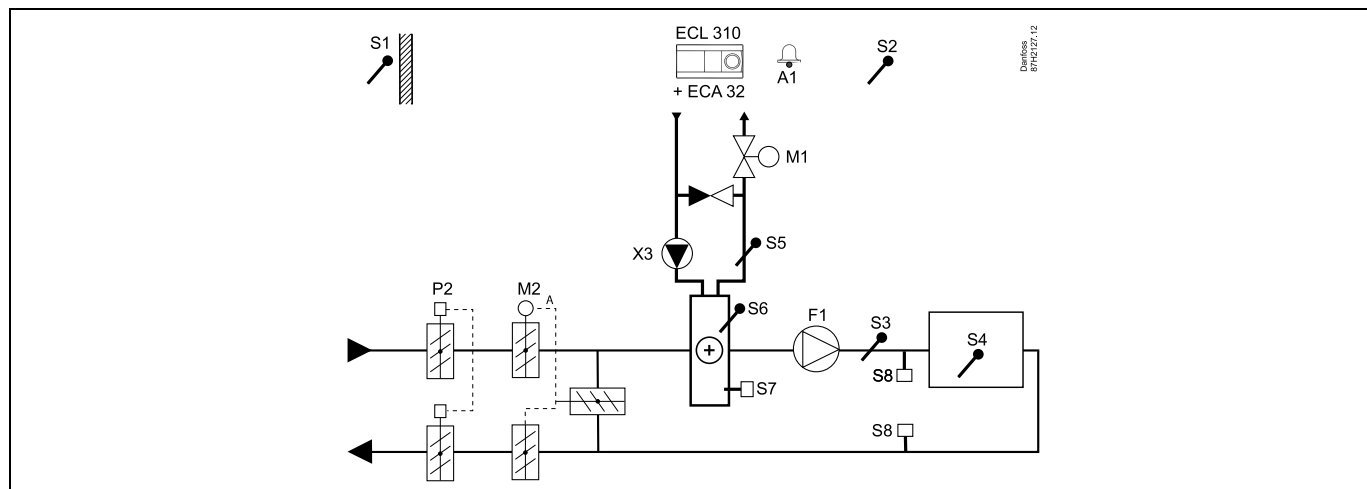 S1
ECL 310
+ ECA 32
A1
S2
Danfoss
87H2127.12
M1
X3
S5
P2
M2
A
S6
F1
S3
S4
S7
S8
S8